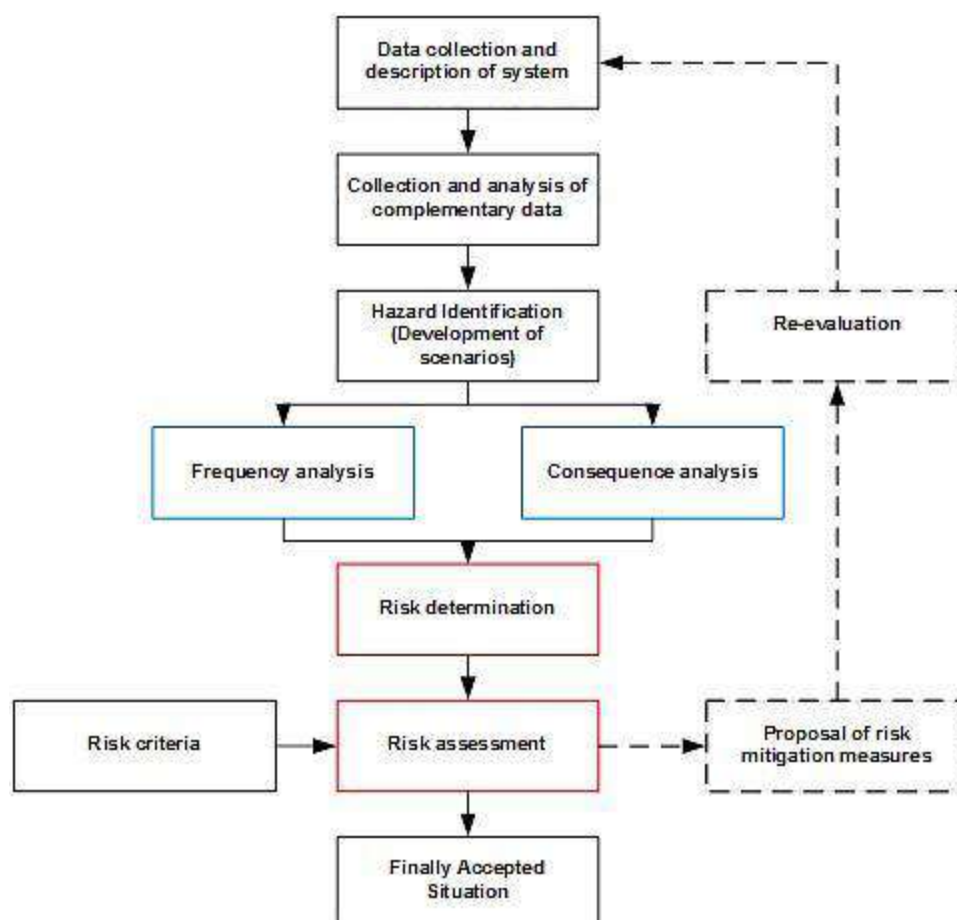 Data collection and
description of system
Collection and analysis of
complementary data
Hazard Identification
(Development of
scenarios)
Re-evaluation
Frequency analysis
Consequence analysis
Risk determination
Risk criteria
Risk assessment
Proposal of risk
mitigation measures
Finally Accepted
Situation